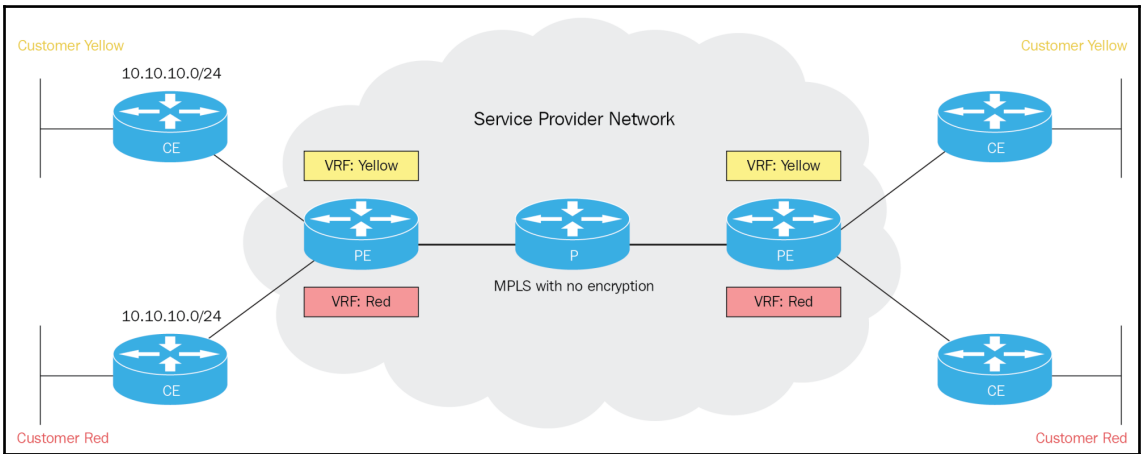 Customer Yellow
Customer Yellow
10.10.10.0/24
Service Provider Network
CE
CE
VRF: Yellow
VRF: Yellow
PE
P
PE
MPLS with no encryption
VRF: Red
VRF: Red
10.10.10.0/24
CE
CE
Customer Red
Customer Red